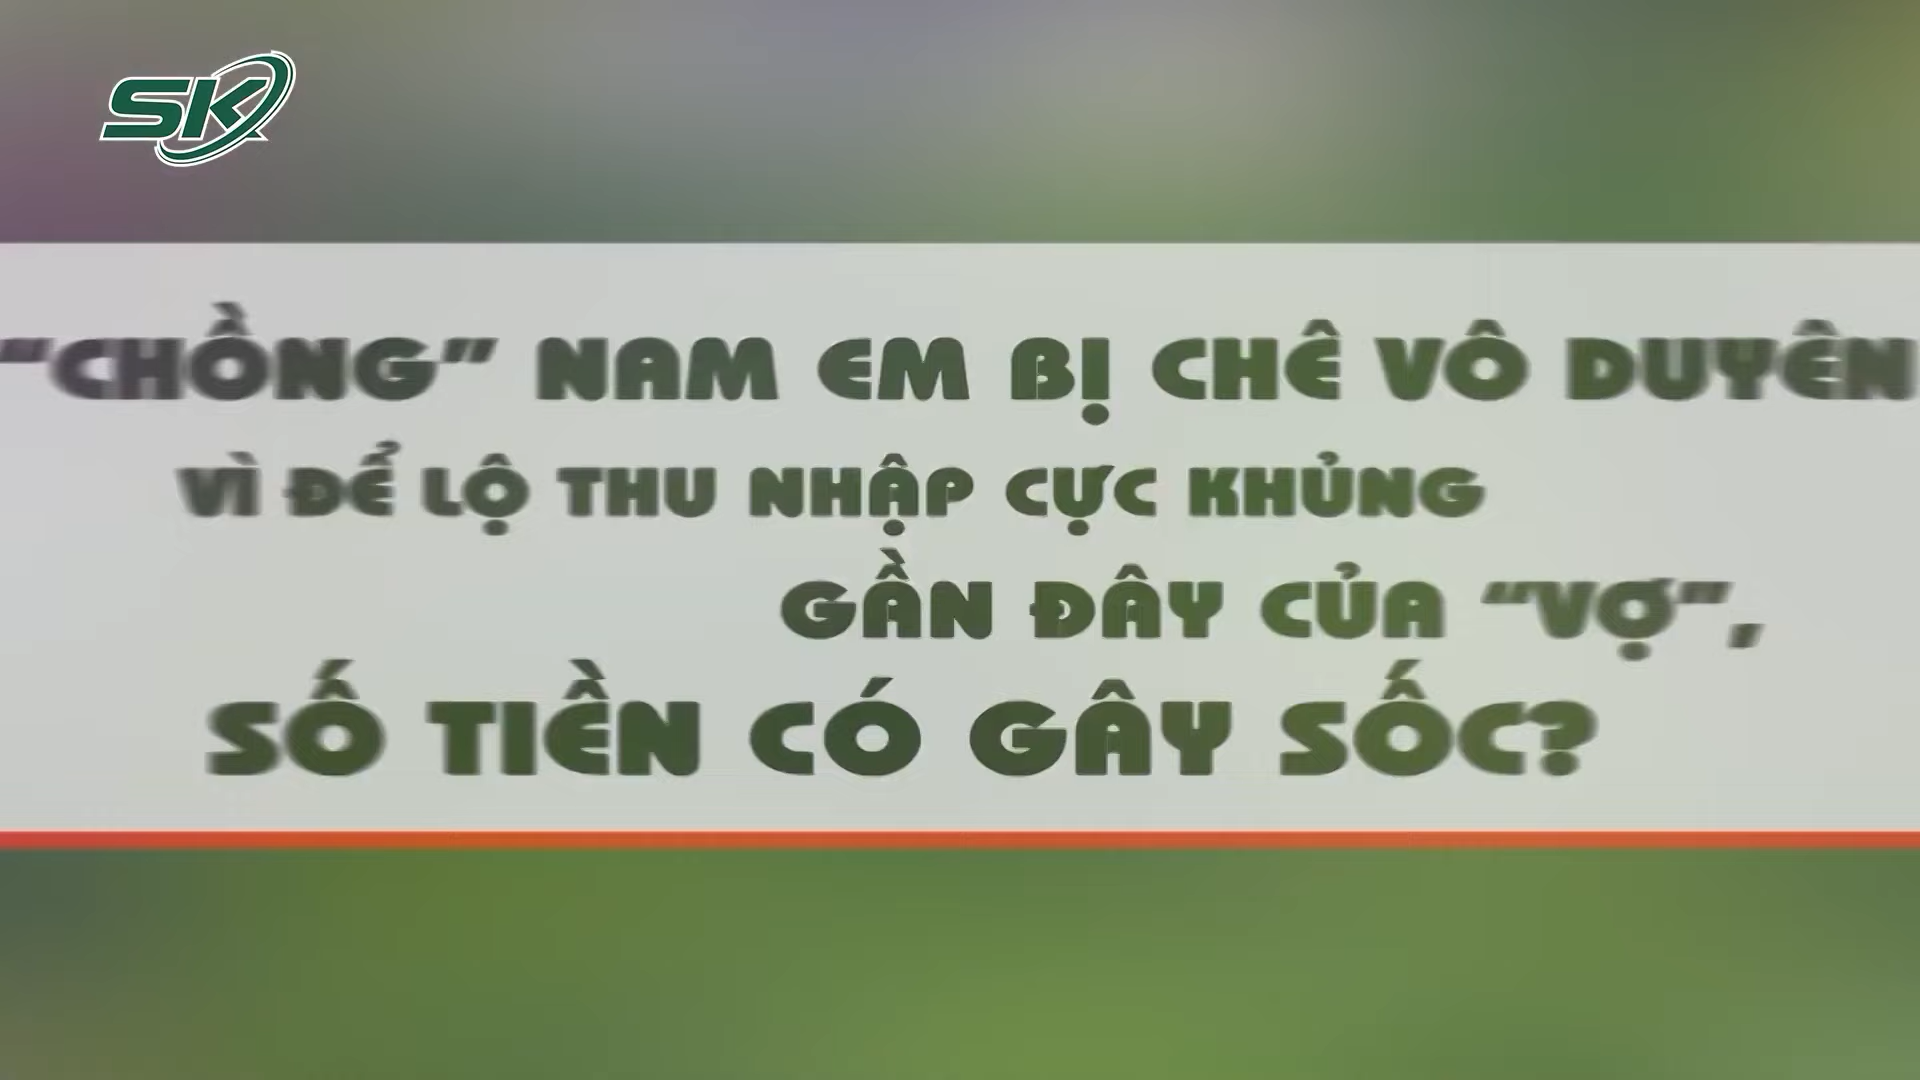 SK
“CHỒNG” NAM EM BỊ CHÊ VÔ DUYÊN
VÌ ĐỂ LỘ THU NHẬP CỰC KHỦNG
GẦN ĐÂY CỦA “VỢ”,
SỐ TIỀN CÓ GÂY SỐC?